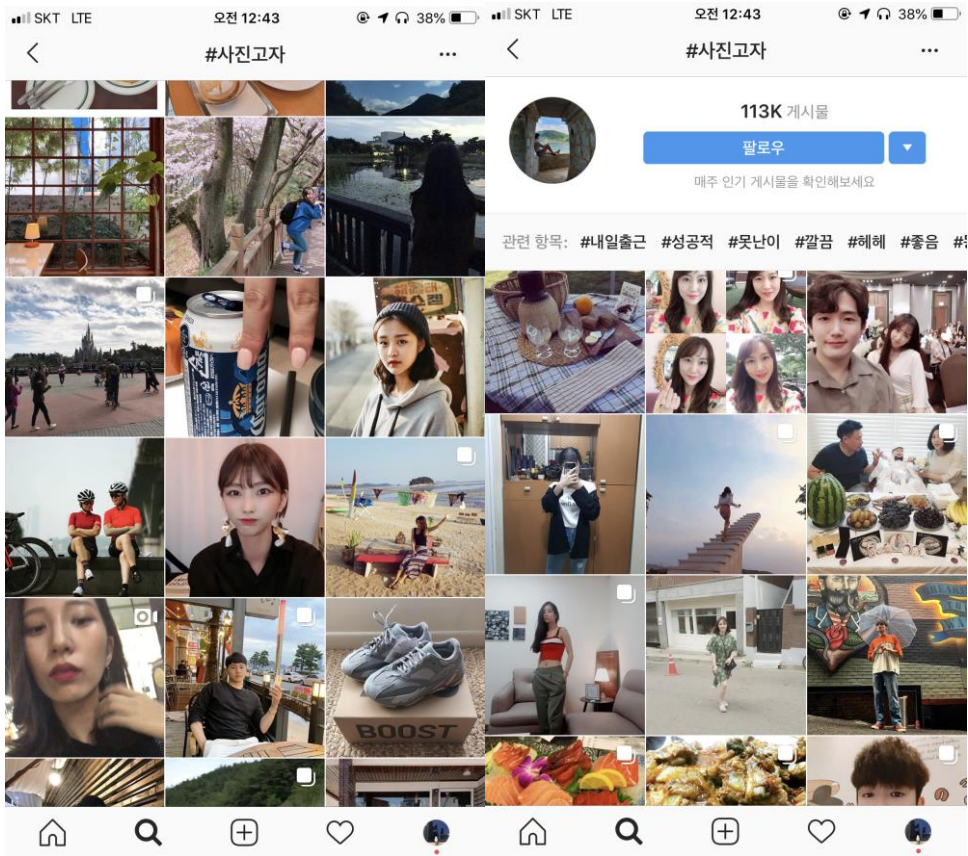 SKT LTE 오전 12:43 38%
#사진고자
BOOST
SKT LTE 오전 12:43 38%
#사진고자
113K 게시물
팔로우
매주 인기 게시물을 확인해보세요
관련 항목: #내일출근 #성공적 #못난이 #깔끔 #헤헤 #좋음